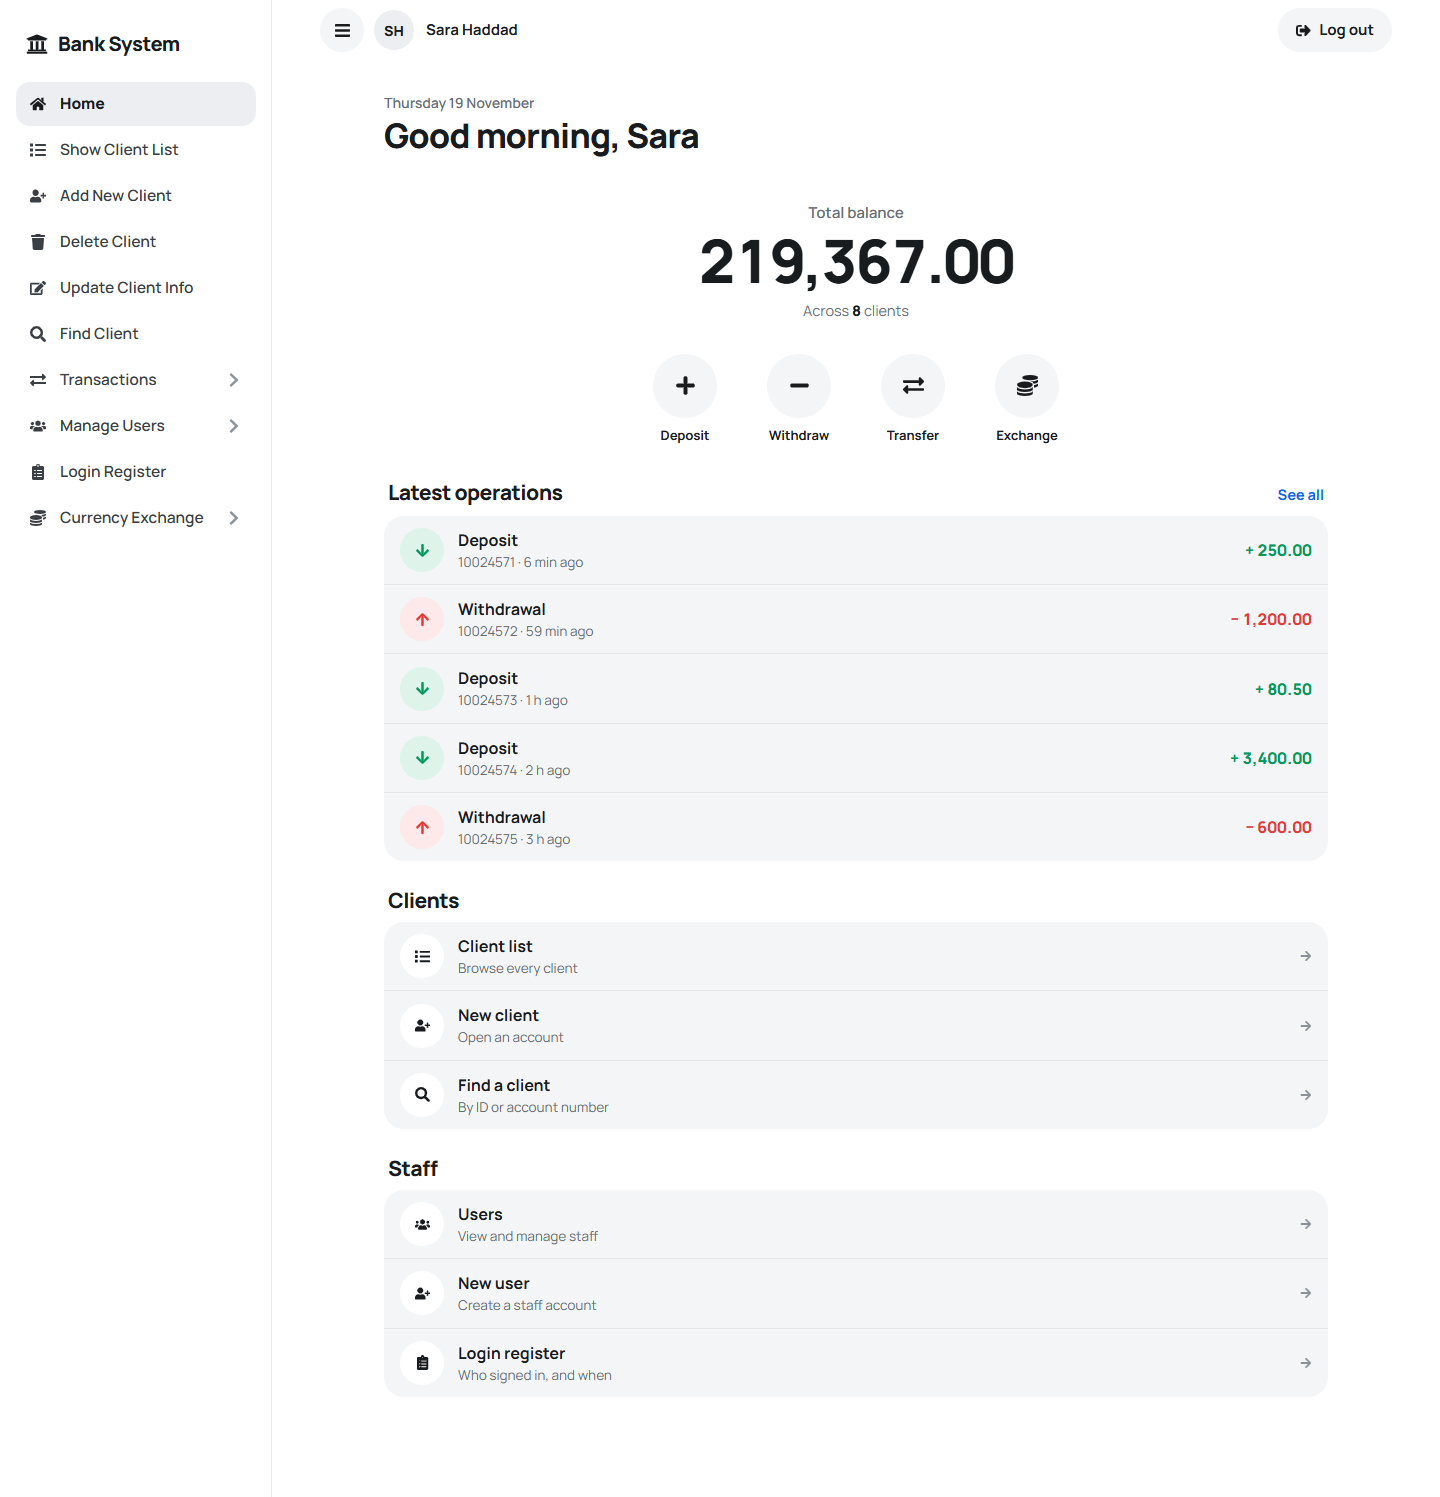 Bank System
Home
Show Client List
Add New Client
Delete Client
Update Client Info
Find Client
Transactions
Manage Users
Login Register
Currency Exchange
SH
Sara Haddad
Log out
Thursday 19 November
Good morning, Sara
Total balance
219,367.00
Across 8 clients
Deposit
Withdraw
Transfer
Exchange
Latest operations
See all
Deposit
10024571 · 6 min ago
+ 250.00
Withdrawal
10024572 · 59 min ago
− 1,200.00
Deposit
10024573 · 1 h ago
+ 80.50
Deposit
10024574 · 2 h ago
+ 3,400.00
Withdrawal
10024575 · 3 h ago
− 600.00
Clients
Client list
Browse every client
New client
Open an account
Find a client
By ID or account number
Staff
Users
View and manage staff
New user
Create a staff account
Login register
Who signed in, and when